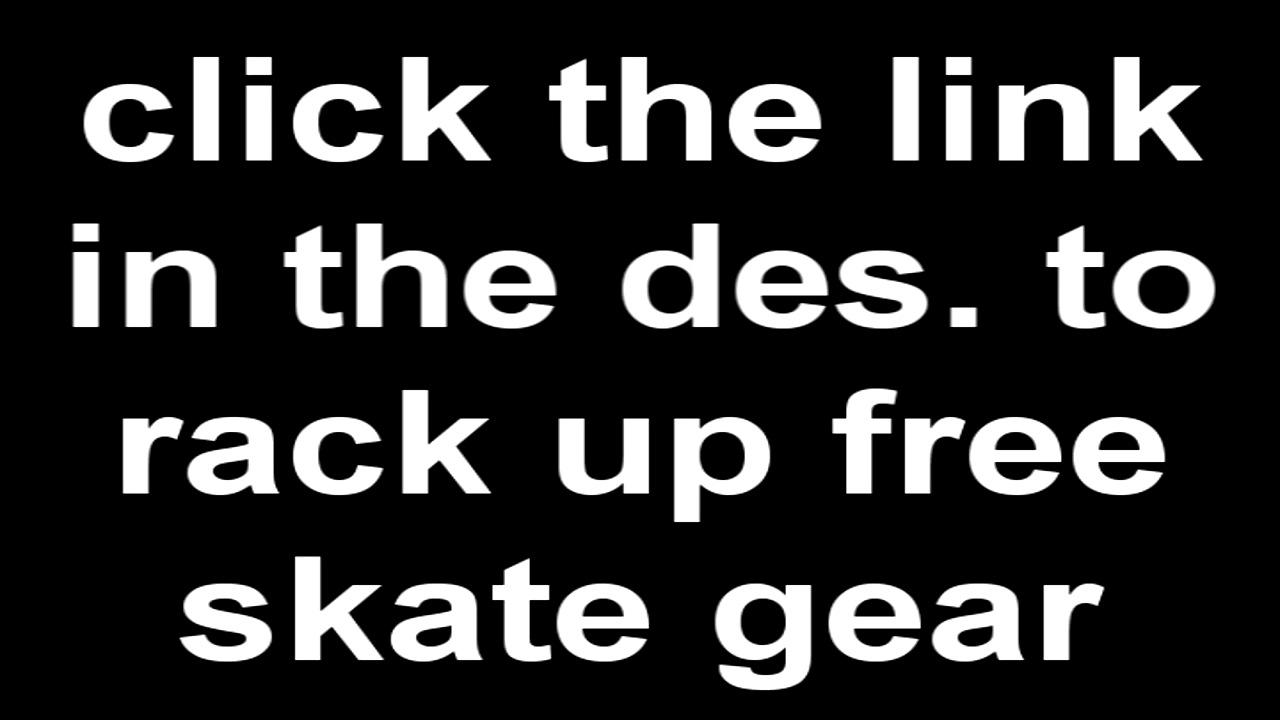 click the link
in the des. to
rack up free
skate gear